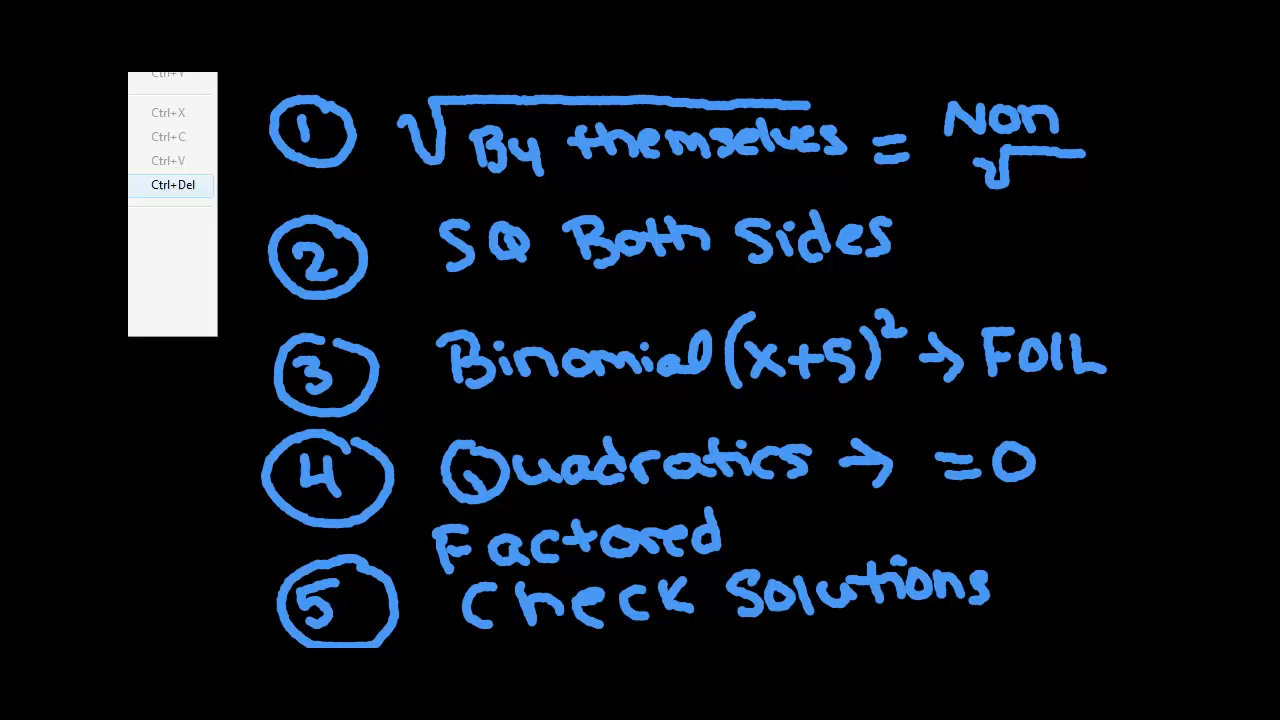 Ctrl+Y
Ctrl+X
Ctrl+C
Ctrl+V
Ctrl+Del
1 √By themselves = Non √
2 SQ Both Sides
3 Binomial (x+5)² → FOIL
4 Quadratics → = 0
Factored
5 Check Solutions